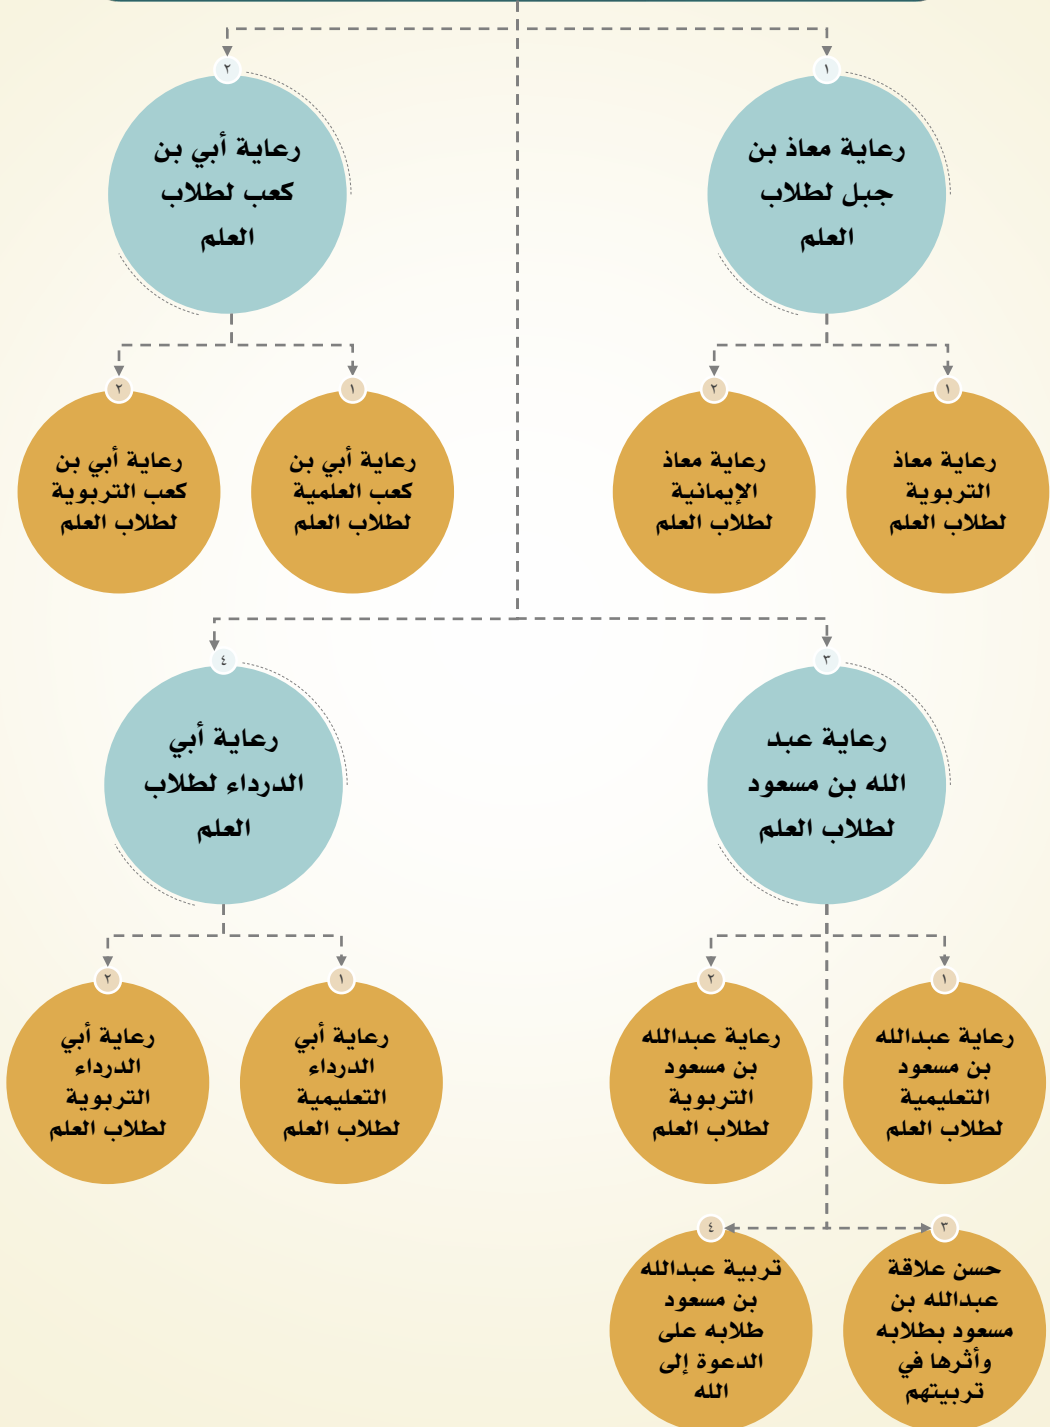 ١
رعاية معاذ بن
جبل لطلاب
العلم
١
رعاية معاذ
التربوية
لطلاب العلم
٢
رعاية معاذ
الإيمانية
لطلاب العلم
٢
رعاية أبي بن
كعب لطلاب
العلم
١
رعاية أبي بن
كعب العلمية
لطلاب العلم
٢
رعاية أبي بن
كعب التربوية
لطلاب العلم
٣
رعاية عبد
الله بن مسعود
لطلاب العلم
١
رعاية عبدالله
بن مسعود
التعليمية
لطلاب العلم
٢
رعاية عبدالله
بن مسعود
التربوية
لطلاب العلم
٣
حسن علاقة
عبدالله بن
مسعود بطلابه
وأثرها في
تربيتهم
٤
تربية عبدالله
بن مسعود
طلابه على
الدعوة إلى
الله
٤
رعاية أبي
الدرداء لطلاب
العلم
١
رعاية أبي
الدرداء
التعليمية
لطلاب العلم
٢
رعاية أبي
الدرداء
التربوية
لطلاب العلم